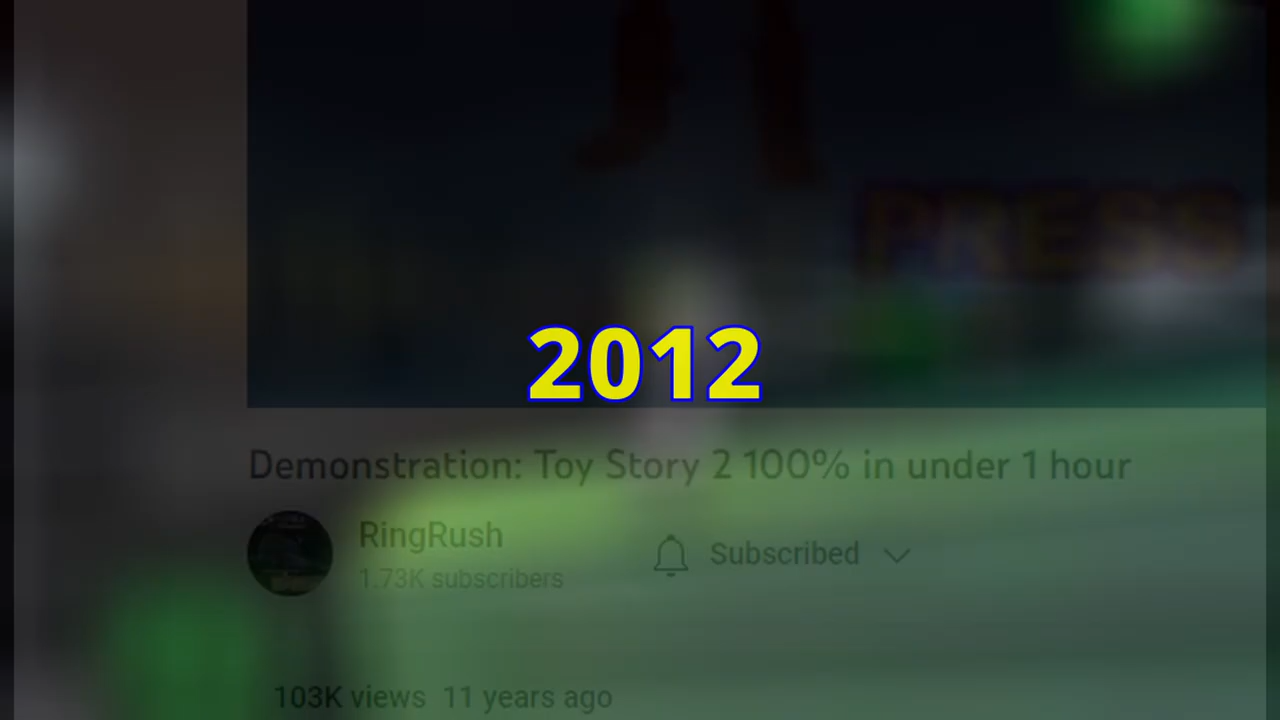 PRESS
2012
Demonstration: Toy Story 2 100% in under 1 hour
RingRush
Subscribed
1.73K subscribers
103K views 11 years ago